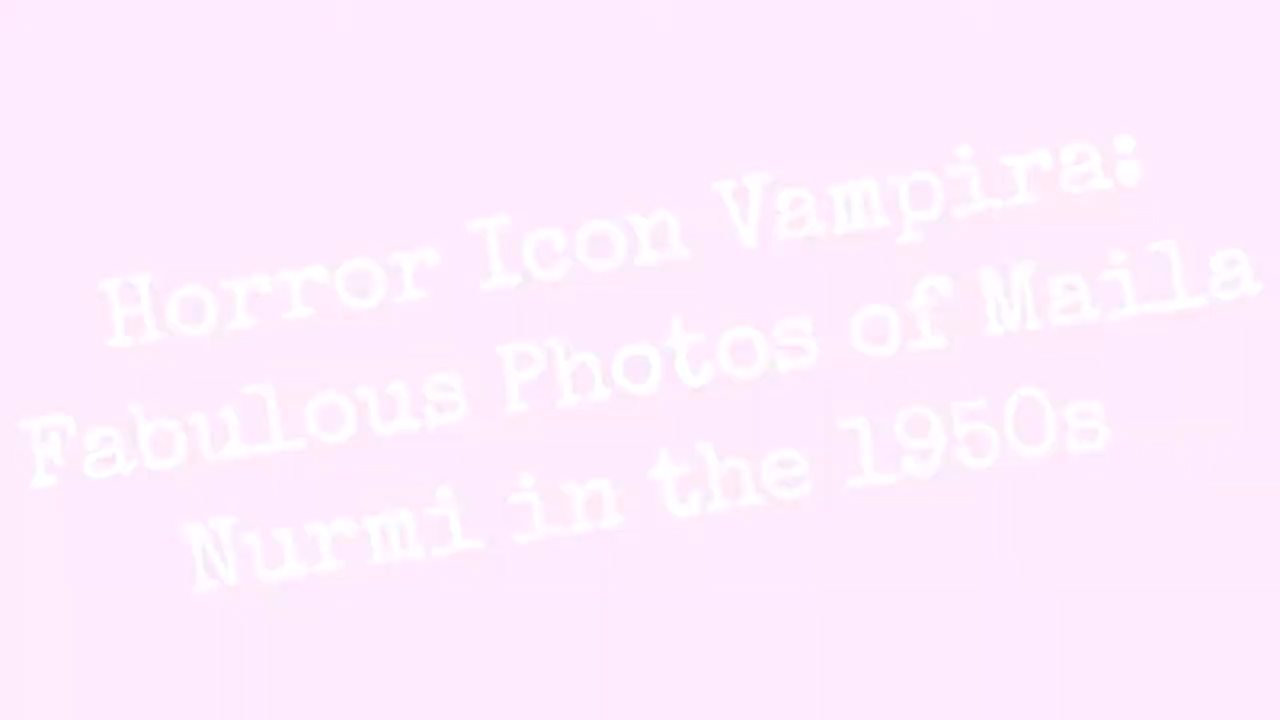 Horror Icon Vampira:
Fabulous Photos of Maila
Nurmi in the 1950s